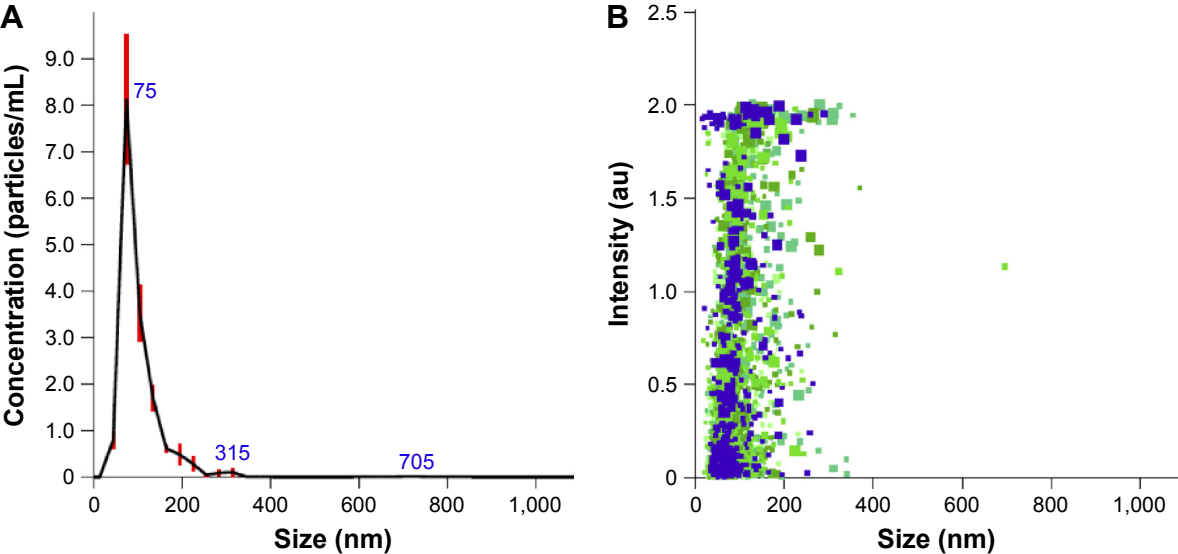 A
Concentration (particles/mL)
9.0
8.0
7.0
6.0
5.0
4.0
3.0
2.0
1.0
0
75
315
705
0 200 400 600 800 1,000
Size (nm)
B
Intensity (au)
2.5
2.0
1.5
1.0
0.5
0
0 200 400 600 800 1,000
Size (nm)